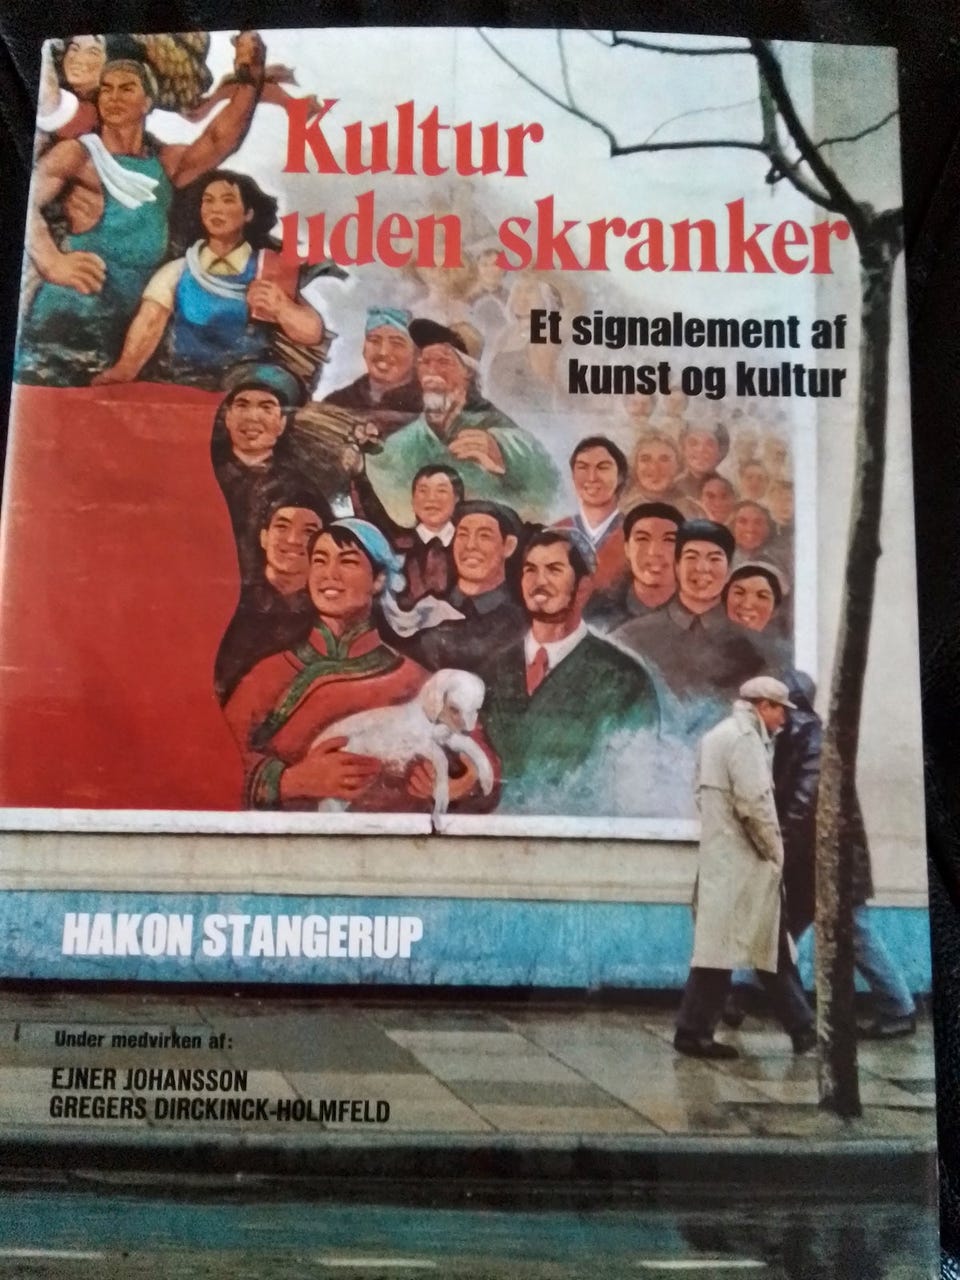 Kultur
uden skranker
Et signalement af
kunst og kultur
HAKON STANGERUP
Under medvirken af:
EJNER JOHANSSON
GREGERS DIRCKINCK-HOLMFELD